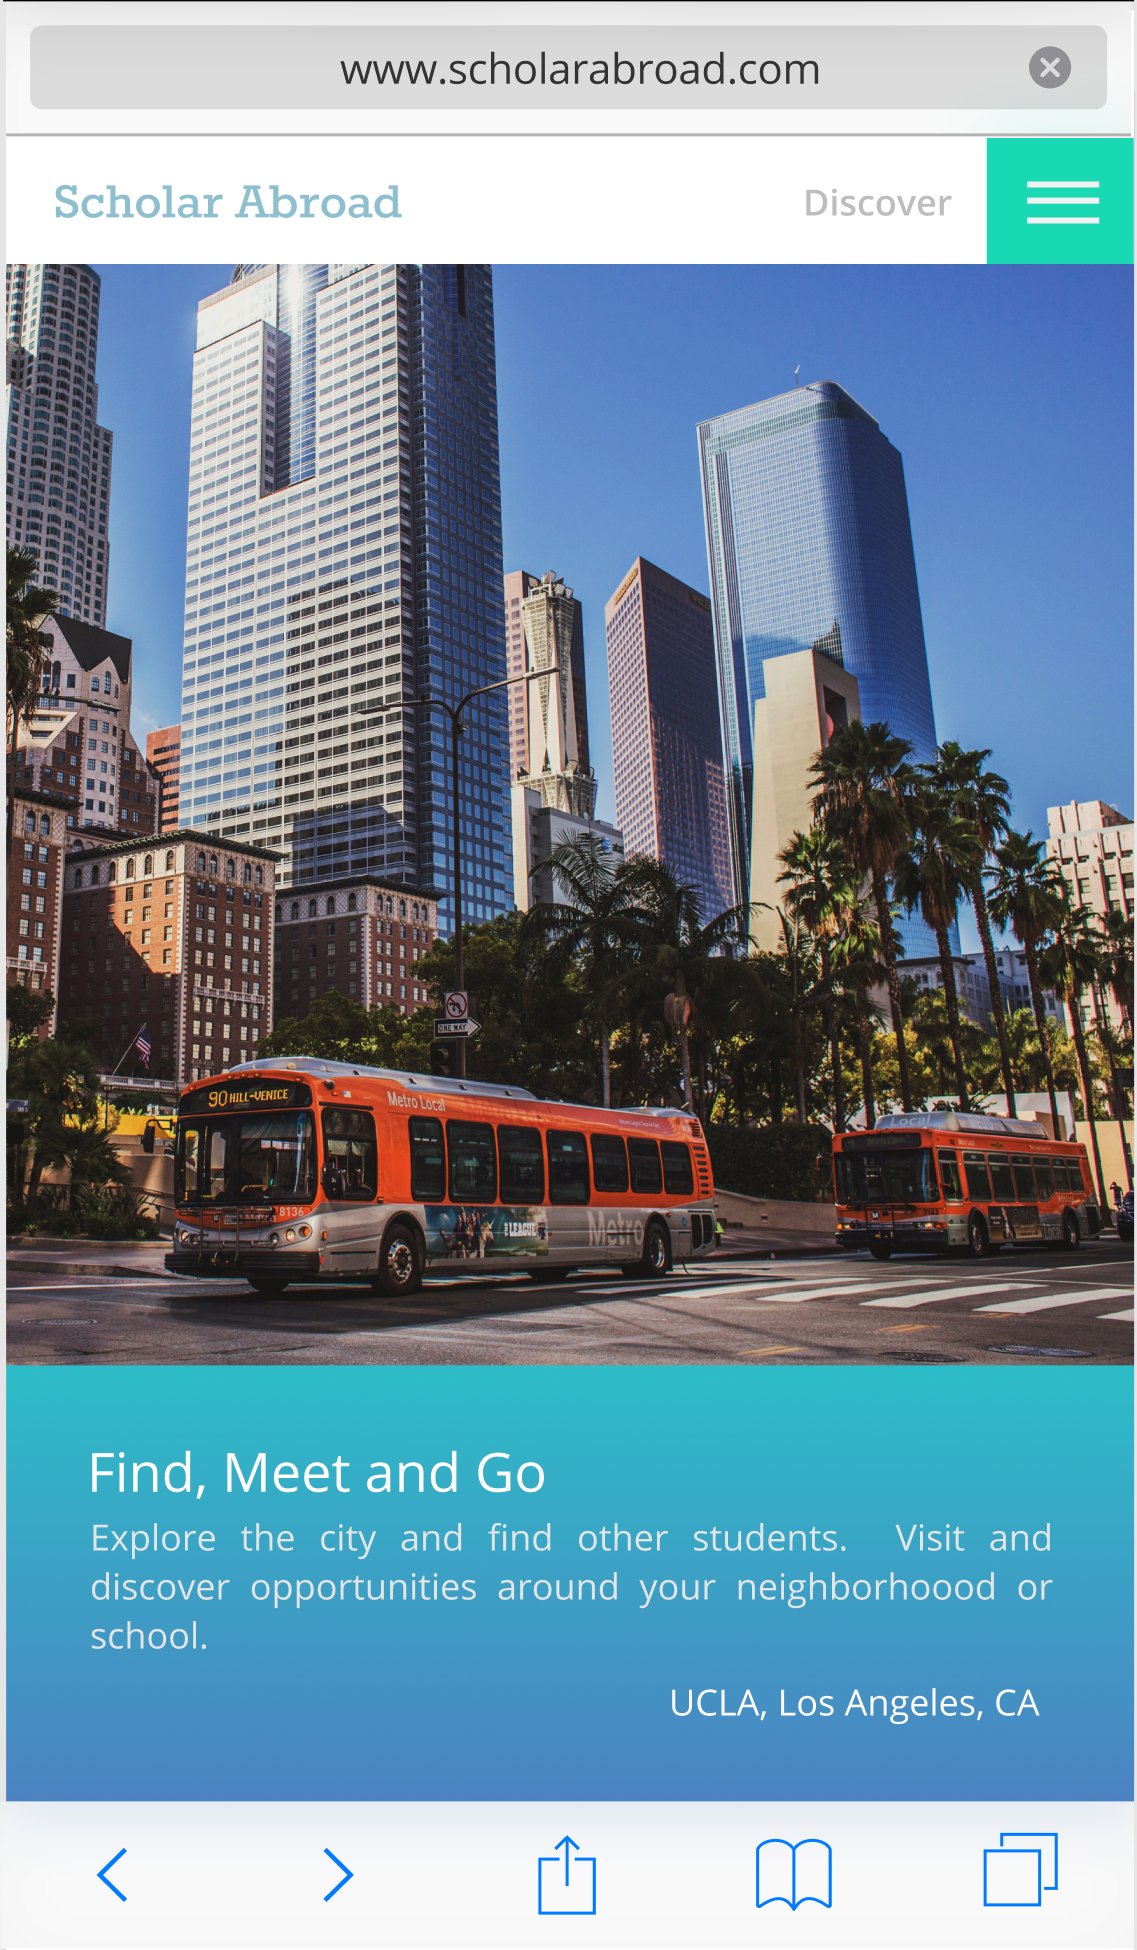 www.scholarabroad.com
Scholar Abroad
Discover
ONE WAY
90 HILL-VENICE
Metro Local
Local
8136
LEAGUE
Metro
Find, Meet and Go
Explore the city and find other students. Visit and
discover opportunities around your neighborhoood or
school.
UCLA, Los Angeles, CA